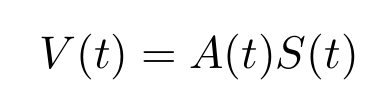 V(t) = A(t)S(t)